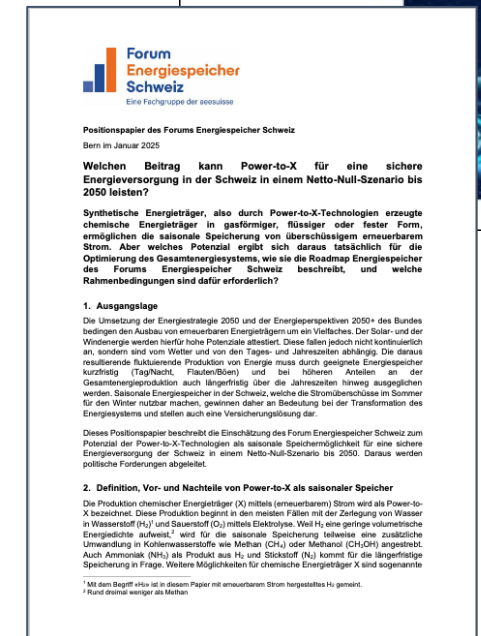 Forum
Energiespeicher
Schweiz
Eine Fachgruppe der aeesuisse
Positionspapier des Forums Energiespeicher Schweiz
Bern im Januar 2025
Welchen Beitrag kann Power-to-X für eine sichere
Energieversorgung in der Schweiz in einem Netto-Null-Szenario bis
2050 leisten?
Synthetische Energieträger, also durch Power-to-X-Technologien erzeugte
chemische Energieträger in gasförmiger, flüssiger oder fester Form,
ermöglichen die saisonale Speicherung von überschüssigem erneuerbarem
Strom. Aber welches Potenzial ergibt sich daraus tatsächlich für die
Optimierung des Gesamtenergiesystems, wie sie die Roadmap Energiespeicher
des Forums Energiespeicher Schweiz beschreibt, und welche
Rahmenbedingungen sind dafür erforderlich?
1. Ausgangslage
Die Umsetzung der Energiestrategie 2050 und der Energieperspektiven 2050+ des Bundes
bedingen den Ausbau von erneuerbaren Energieträgern um ein Vielfaches. Der Solar- und der
Windenergie werden hierfür hohe Potenziale attestiert. Diese fallen jedoch nicht kontinuierlich
an, sondern sind vom Wetter und von den Tages- und Jahreszeiten abhängig. Die daraus
resultierende fluktuierende Produktion von Energie muss durch geeignete Energiespeicher
kurzfristig (Tag/Nacht, Flauten/Böen) und bei höheren Anteilen an der
Gesamtenergieproduktion auch längerfristig über die Jahreszeiten hinweg ausgeglichen
werden. Saisonale Energiespeicher in der Schweiz, welche die Stromüberschüsse im Sommer
für den Winter nutzbar machen, gewinnen daher an Bedeutung bei der Transformation des
Energiesystems und stellen auch eine Versicherungslösung dar.
Dieses Positionspapier beschreibt die Einschätzung des Forum Energiespeicher Schweiz zum
Potenzial der Power-to-X-Technologien als saisonale Speichermöglichkeit für eine sichere
Energieversorgung der Schweiz in einem Netto-Null-Szenario bis 2050. Daraus werden
politische Forderungen abgeleitet.
2. Definition, Vor- und Nachteile von Power-to-X als saisonaler Speicher
Die Produktion chemischer Energieträger (X) mittels (erneuerbarem) Strom wird als Power-to-
X bezeichnet. Diese Produktion beginnt in den meisten Fällen mit der Zerlegung von Wasser
in Wasserstoff (H₂)¹ und Sauerstoff (O₂) mittels Elektrolyse. Weil H₂ eine geringe volumetrische
Energiedichte aufweist,² wird für die saisonale Speicherung teilweise eine zusätzliche
Umwandlung in Kohlenwasserstoffe wie Methan (CH₄) oder Methanol (CH₃OH) angestrebt.
Auch Ammoniak (NH₃) als Produkt aus H₂ und Stickstoff (N₂) kommt für die längerfristige
Speicherung in Frage. Weitere Möglichkeiten für chemische Energieträger X sind sogenannte
¹ Mit dem Begriff «H₂» ist in diesem Papier mit erneuerbarem Strom hergestelltes H₂ gemeint.
² Rund dreimal weniger als Methan